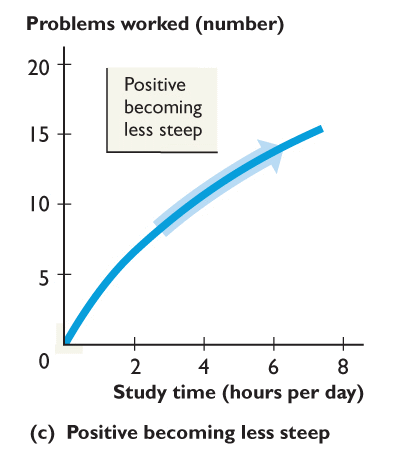 Problems worked (number)
20
Positive
becoming
less steep
15
10
5
0
2 4 6 8
Study time (hours per day)
(c) Positive becoming less steep